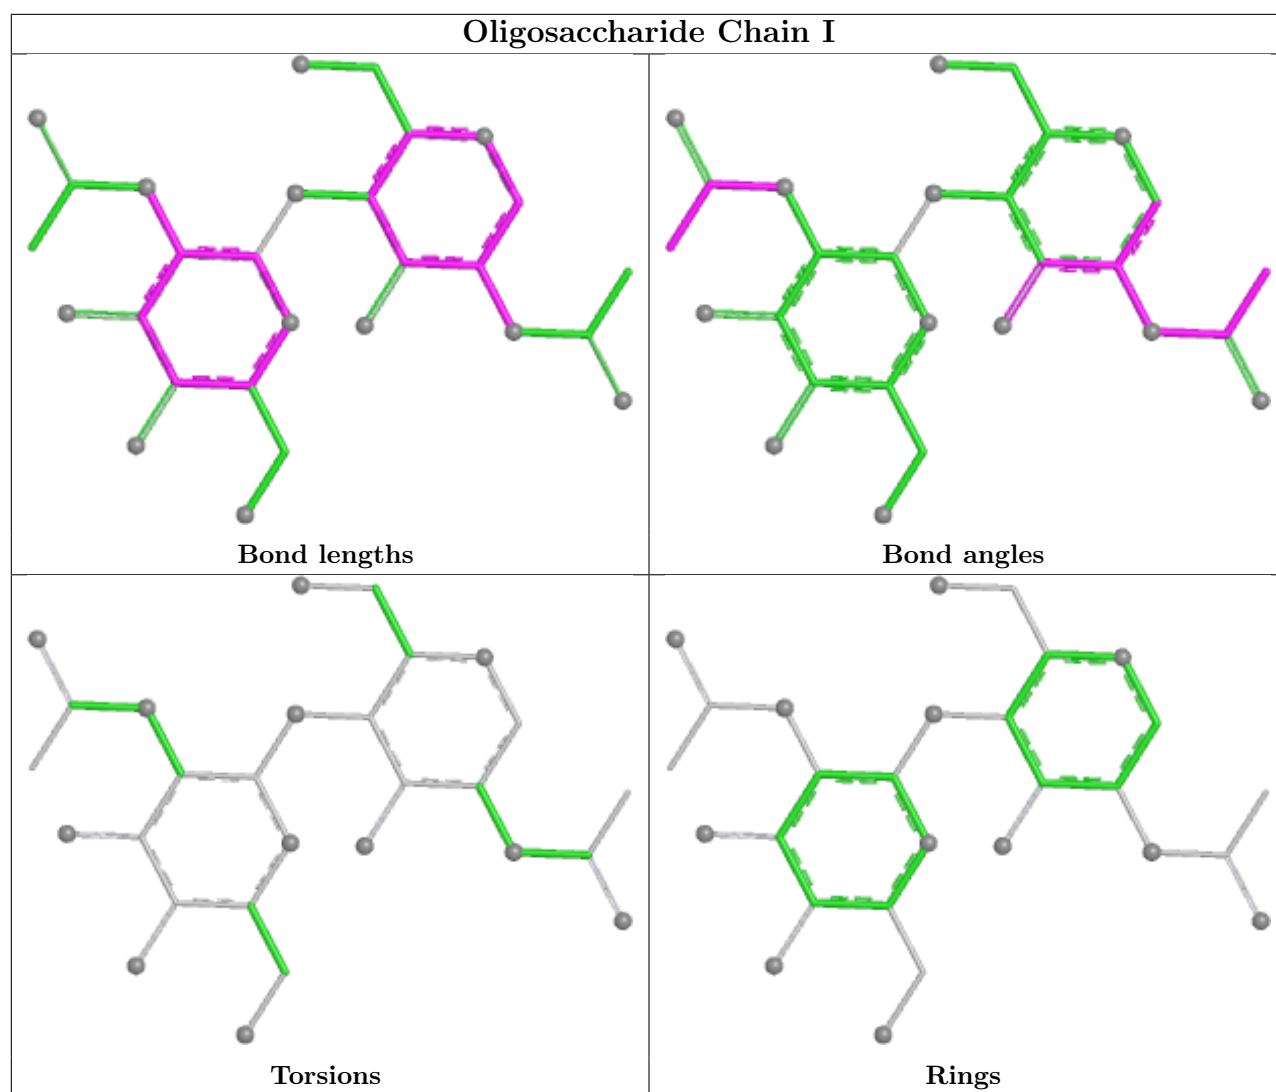 Oligosaccharide Chain I
Bond lengths
Bond angles
Torsions
Rings